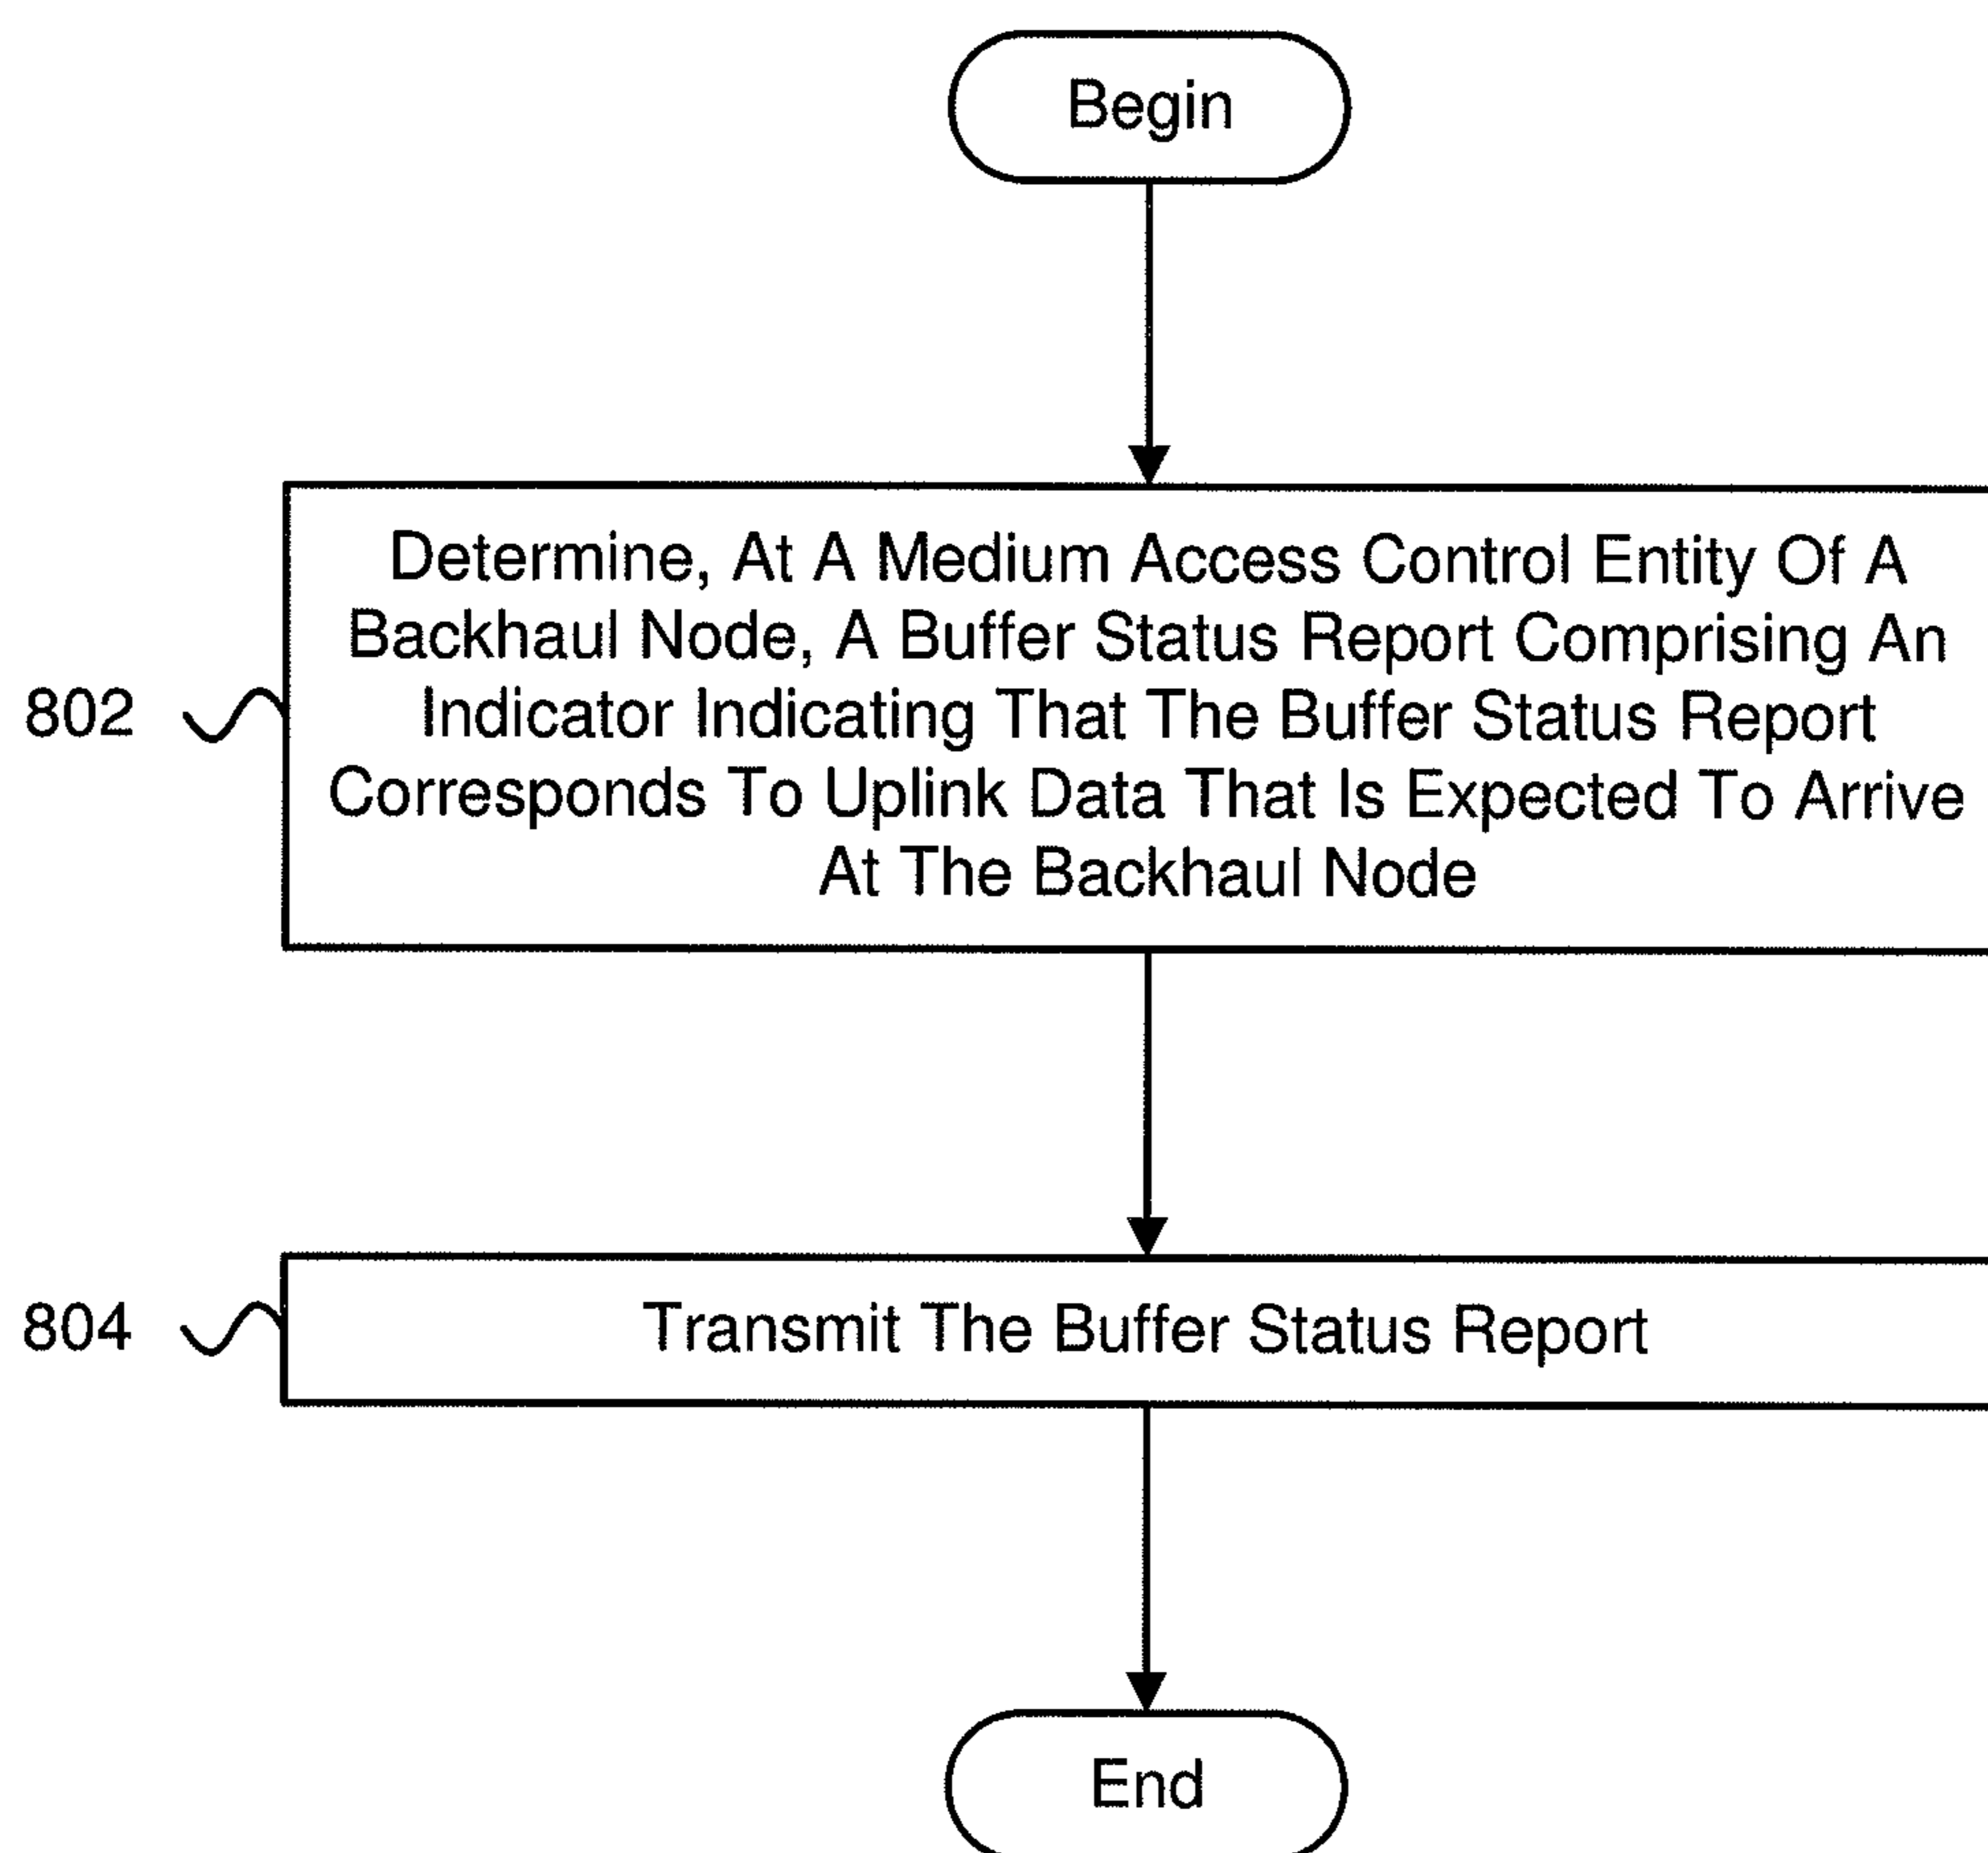 Begin
Determine, At A Medium Access Control Entity Of A
Backhaul Node, A Buffer Status Report Comprising An
802 Indicator Indicating That The Buffer Status Report
Corresponds To Uplink Data That Is Expected To Arrive
At The Backhaul Node
804 Transmit The Buffer Status Report
End